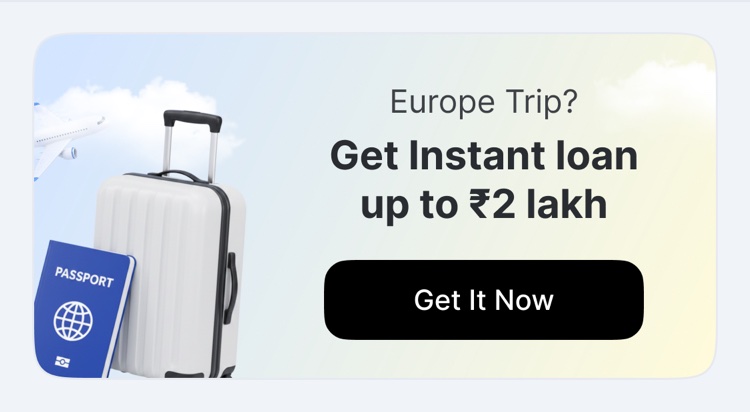 Europe Trip?
Get Instant loan
up to ₹2 lakh
Get It Now
PASSPORT